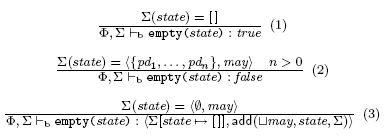 Σ(state) = [ ]
Φ, Σ ⊢b empty(state) : true (1)
Σ(state) = ⟨{pd1, . . . , pdn}, may⟩ n > 0
Φ, Σ ⊢b empty(state) : false (2)
Σ(state) = ⟨∅, may⟩
Φ, Σ ⊢b empty(state) : ⟨Σ[state ↦ [ ]], add(⊔may, state, Σ)⟩ (3)